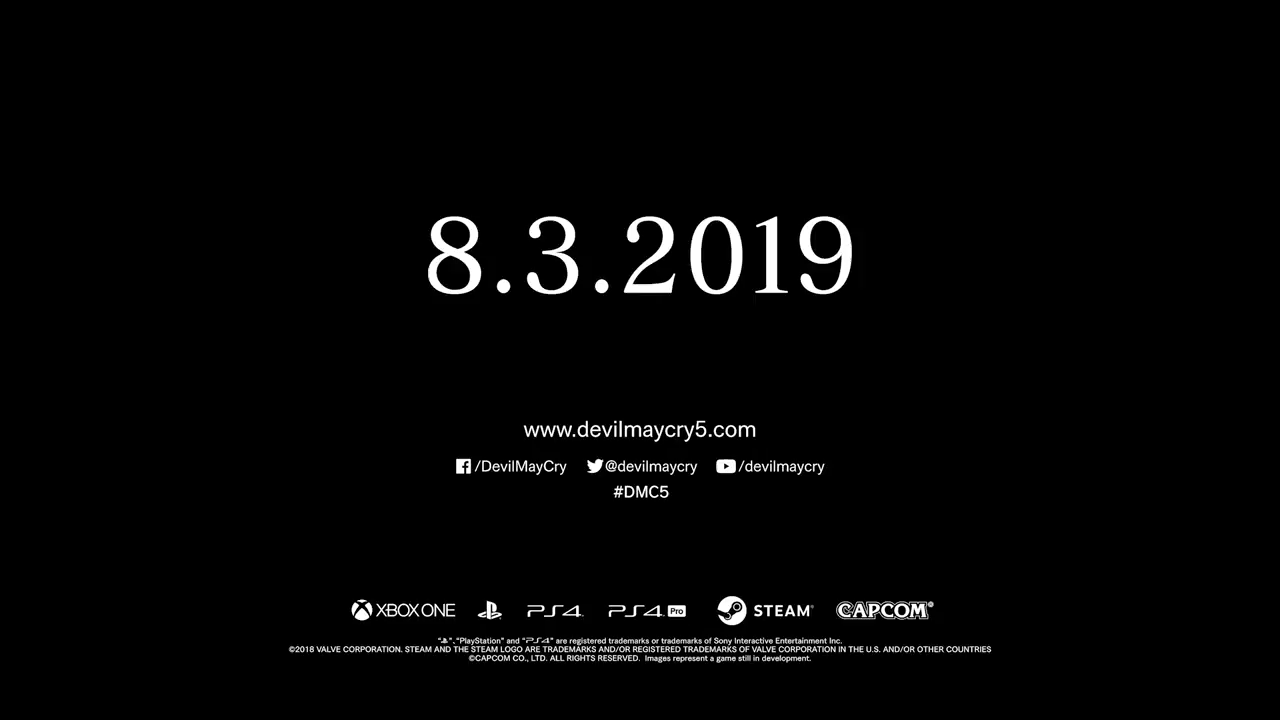 8.3.2019
www.devilmaycry5.com
/DevilMayCry @devilmaycry /devilmaycry
#DMC5
XBOX ONE PS4 PS4 Pro STEAM® CAPCOM®
“ ”, “PlayStation” and “PS4” are registered trademarks or trademarks of Sony Interactive Entertainment Inc.
©2018 VALVE CORPORATION. STEAM AND THE STEAM LOGO ARE TRADEMARKS AND/OR REGISTERED TRADEMARKS OF VALVE CORPORATION IN THE U.S. AND/OR OTHER COUNTRIES
©CAPCOM CO., LTD. ALL RIGHTS RESERVED. Images represent a game still in development.